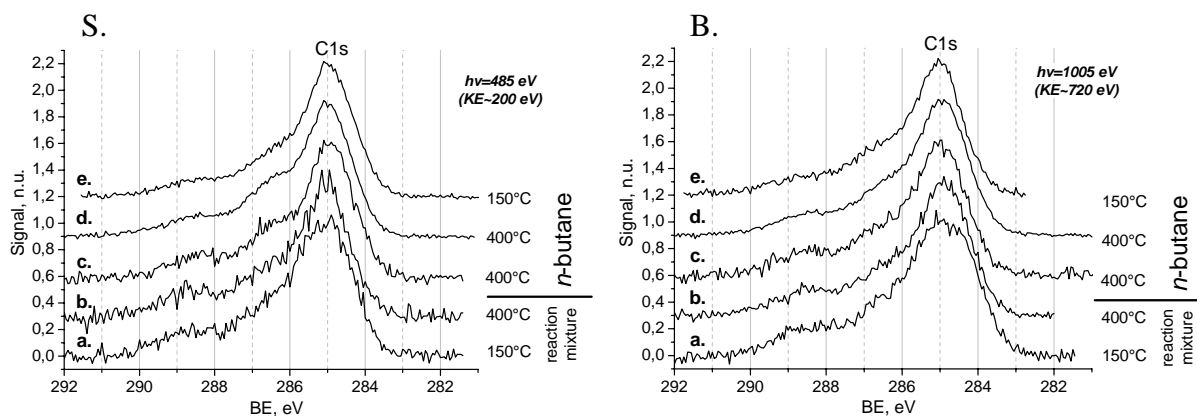 S.
C1s
hv=485 eV
(KE~200 eV)
2,2
2,0
1,8
1,6
1,4
1,2
1,0
0,8
0,6
0,4
0,2
0,0
Signal, n.u.
e.
d.
c.
b.
a.
150°C
400°C
400°C
400°C
150°C
n-butane
reaction
mixture
292 290 288 286 284 282
BE, eV
B.
C1s
hv=1005 eV
(KE~720 eV)
2,2
2,0
1,8
1,6
1,4
1,2
1,0
0,8
0,6
0,4
0,2
0,0
Signal, n.u.
e.
d.
c.
b.
a.
150°C
400°C
400°C
400°C
150°C
n-butane
reaction
mixture
292 290 288 286 284 282
BE, eV